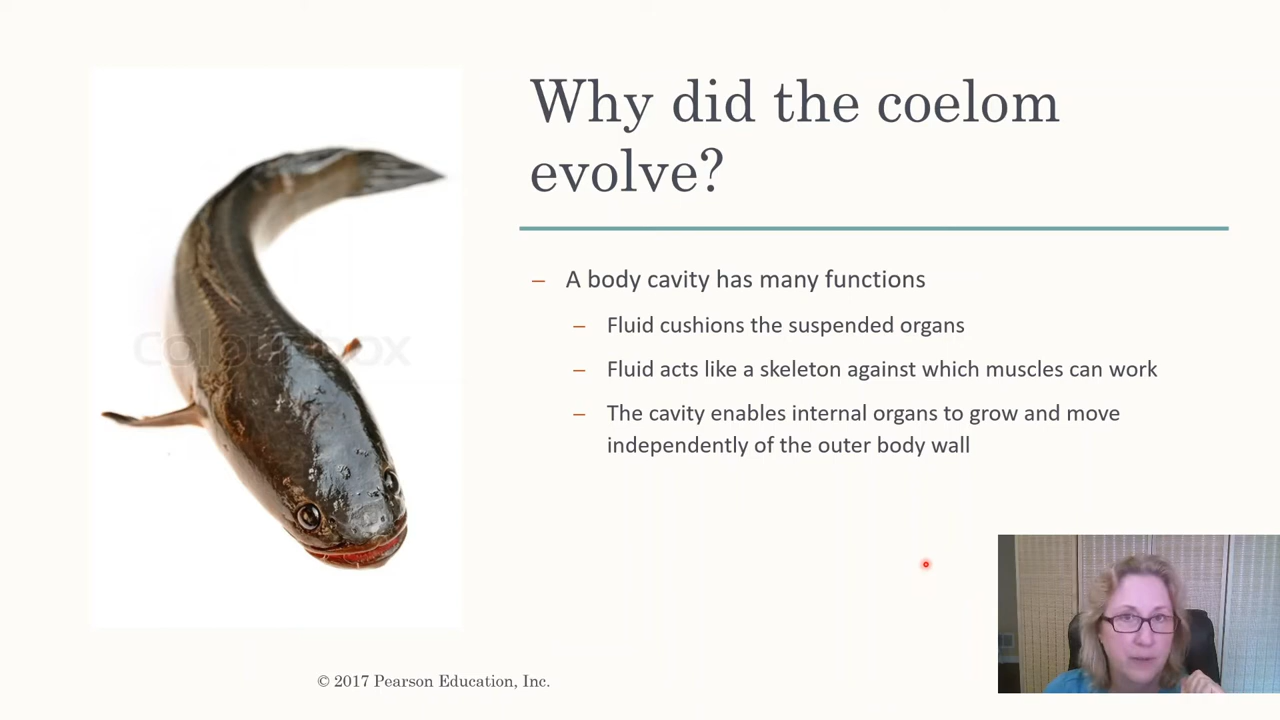 Why did the coelom
evolve?
– A body cavity has many functions
– Fluid cushions the suspended organs
– Fluid acts like a skeleton against which muscles can work
– The cavity enables internal organs to grow and move
independently of the outer body wall
colourbox
© 2017 Pearson Education, Inc.